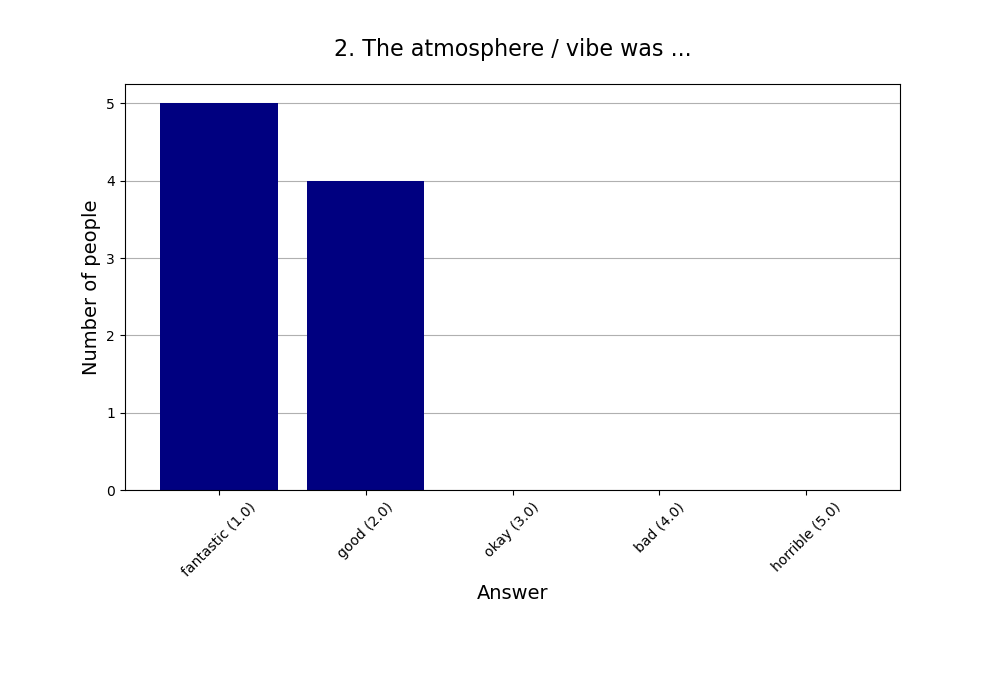 2. The atmosphere / vibe was ...
Number of people
5
4
3
2
1
0
fantastic (1.0)
good (2.0)
okay (3.0)
bad (4.0)
horrible (5.0)
Answer